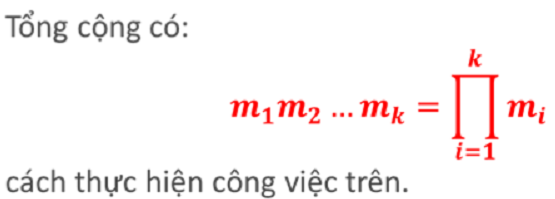 Tổng cộng có:
m₁m₂ … mₖ = ∏ᵢ₌₁ᵏ mᵢ
cách thực hiện công việc trên.